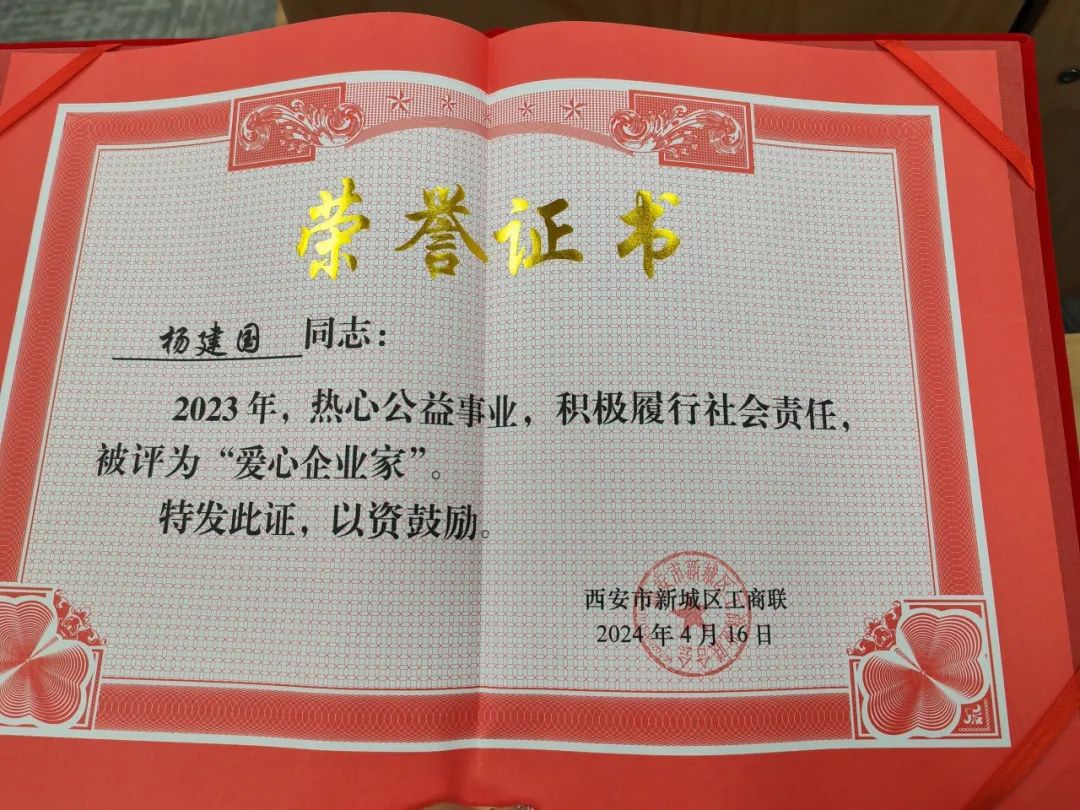 荣誉证书
杨建国 同志：
2023年，热心公益事业，积极履行社会责任，
被评为“爱心企业家”。
特发此证，以资鼓励。
西安市新城区工商联
2024年4月16日